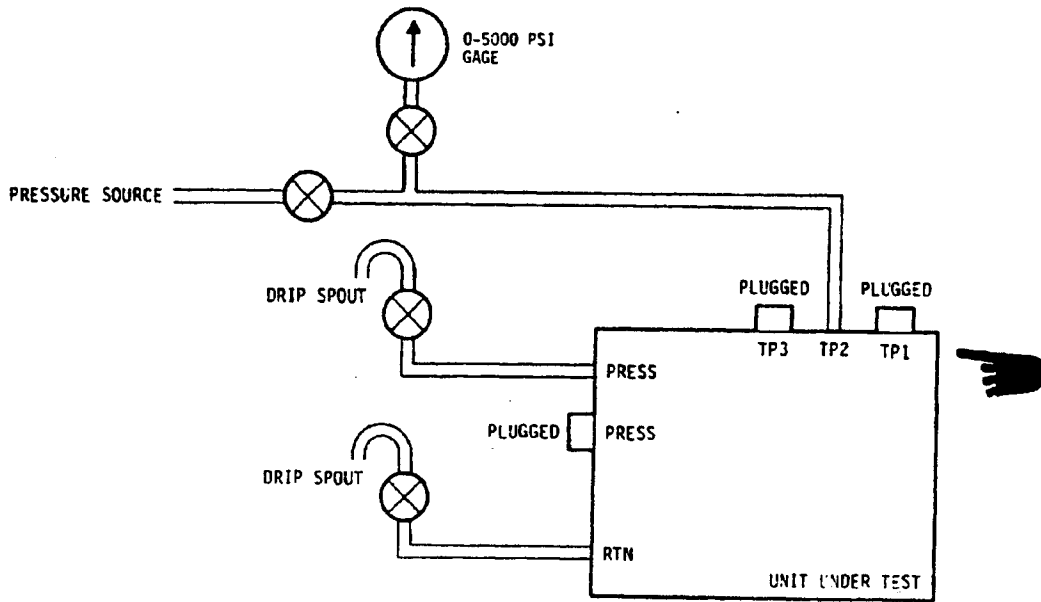 0-5000 PSI
GAGE
PRESSURE SOURCE
DRIP SPOUT
PLUGGED
PLUGGED
TP3
TP2
TP1
PRESS
PLUGGED
PRESS
DRIP SPOUT
RTN
UNIT UNDER TEST